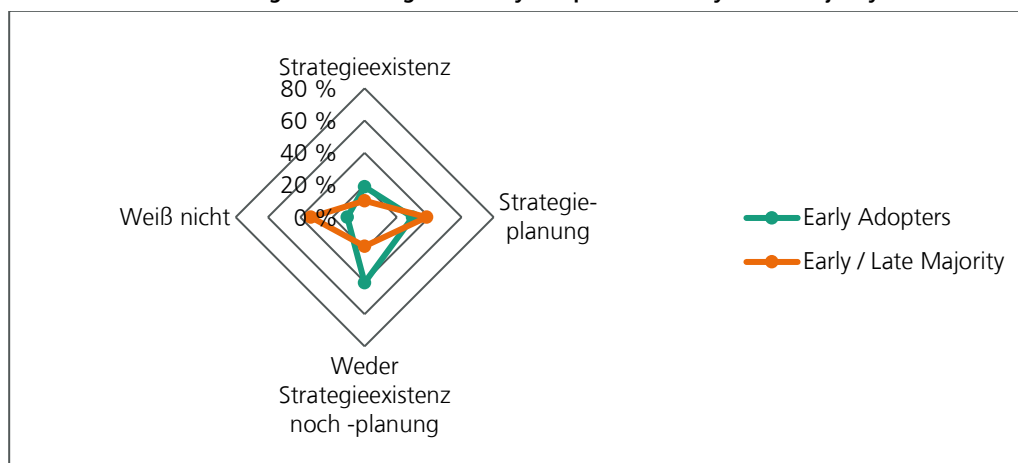 Strategieexistenz
80 %
60 %
40 %
20 %
0 %
Weiß nicht
Strategie-
planung
Early Adopters
Early / Late Majority
Weder
Strategieexistenz
noch -planung